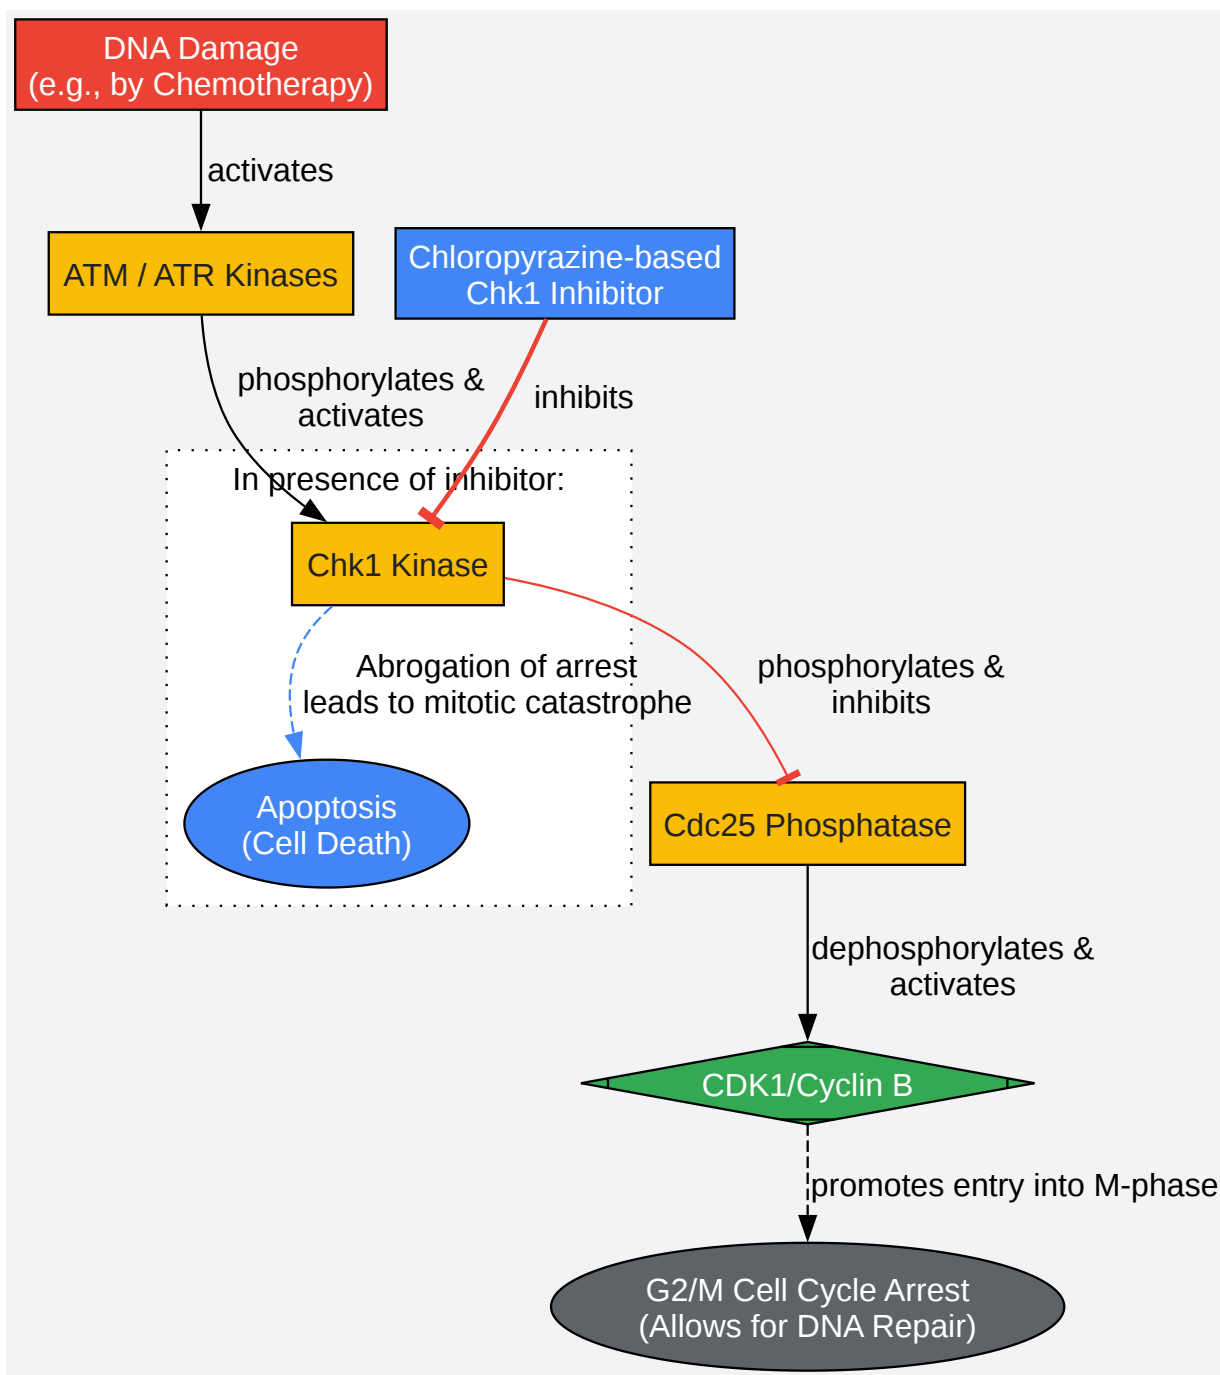 DNA Damage
(e.g., by Chemotherapy)
activates
ATM / ATR Kinases
Chloropyrazine-based
Chk1 Inhibitor
phosphorylates &
activates
inhibits
In presence of inhibitor:
Chk1 Kinase
Abrogation of arrest
leads to mitotic catastrophe
phosphorylates &
inhibits
Apoptosis
(Cell Death)
Cdc25 Phosphatase
dephosphorylates &
activates
CDK1/Cyclin B
promotes entry into M-phase
G2/M Cell Cycle Arrest
(Allows for DNA Repair)